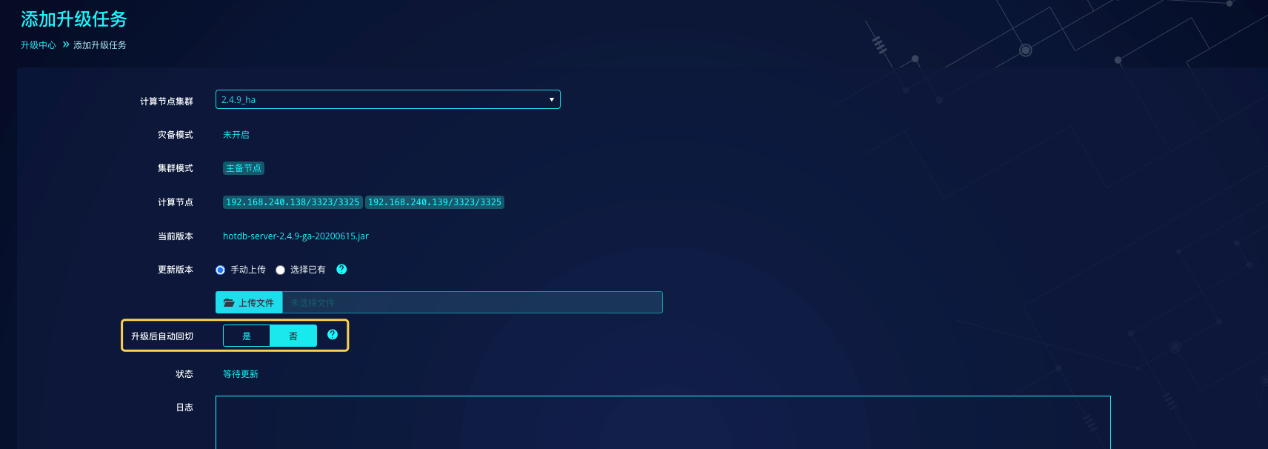 添加升级任务
升级中心 » 添加升级任务
计算节点集群 2.4.9_ha
灾备模式 未开启
集群模式 主备节点
计算节点 192.168.240.138/3323/3325 192.168.240.139/3323/3325
当前版本 hotdb-server-2.4.9-ga-20200615.jar
更新版本 手动上传 选择已有 ?
上传文件 未选择文件
升级后自动回切 是 否 ?
状态 等待更新
日志